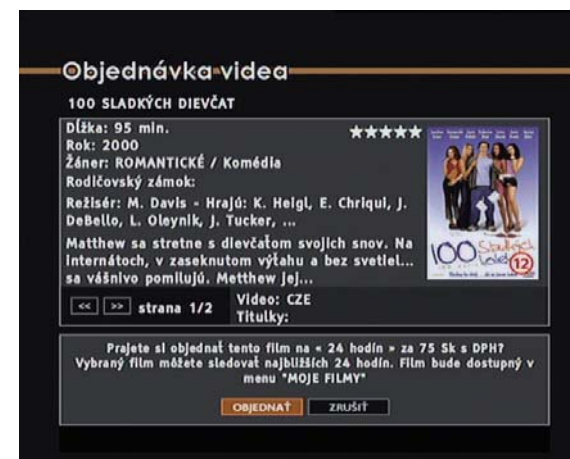 Objednávka videa
100 SLADKÝCH DIEVČAT
Dĺžka: 95 min.
Rok: 2000
Žáner: ROMANTICKÉ / Komédia
Rodičovský zámok:
Režisér: M. Davis - Hrajú: K. Heigl, E. Chriqui, J.
DeBello, L. Oleynik, J. Tucker, ...
Matthew sa stretne s dievčaťom svojich snov. Na
internátoch, v zaseknutom výťahu a bez svetiel...
sa vášnivo pomilujú. Metthew jej...
100
12
<< >> strana 1/2
Video: CZE
Titulky:
Prajete si objednať tento film na « 24 hodín » za 75 Sk s DPH?
Vybraný film môžete sledovať najbližších 24 hodín. Film bude dostupný v
menu "MOJE FILMY"
OBJEDNAŤ ZRUŠIŤ